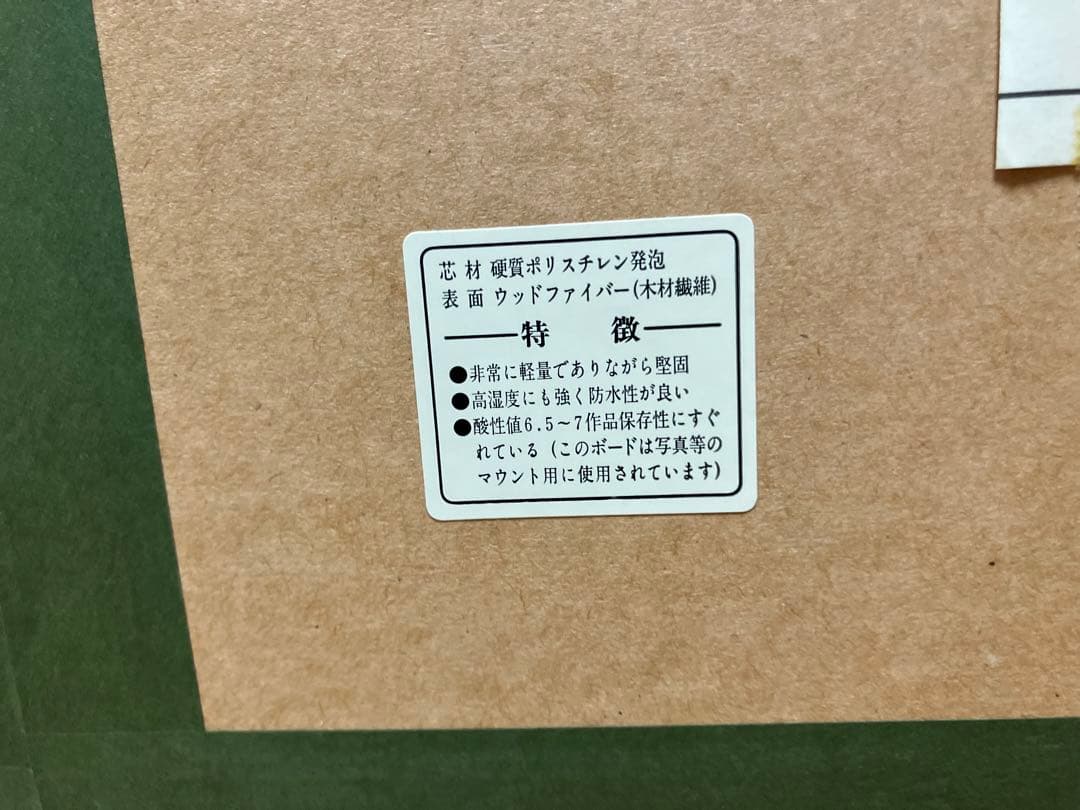 芯材 硬質ポリスチレン発泡
表面 ウッドファイバー(木材繊維)
特 徴
●非常に軽量でありながら堅固
●高湿度にも強く防水性が良い
●酸性値6.5～7作品保存性にすぐ
れている (このボードは写真等の
マウント用に使用されています)